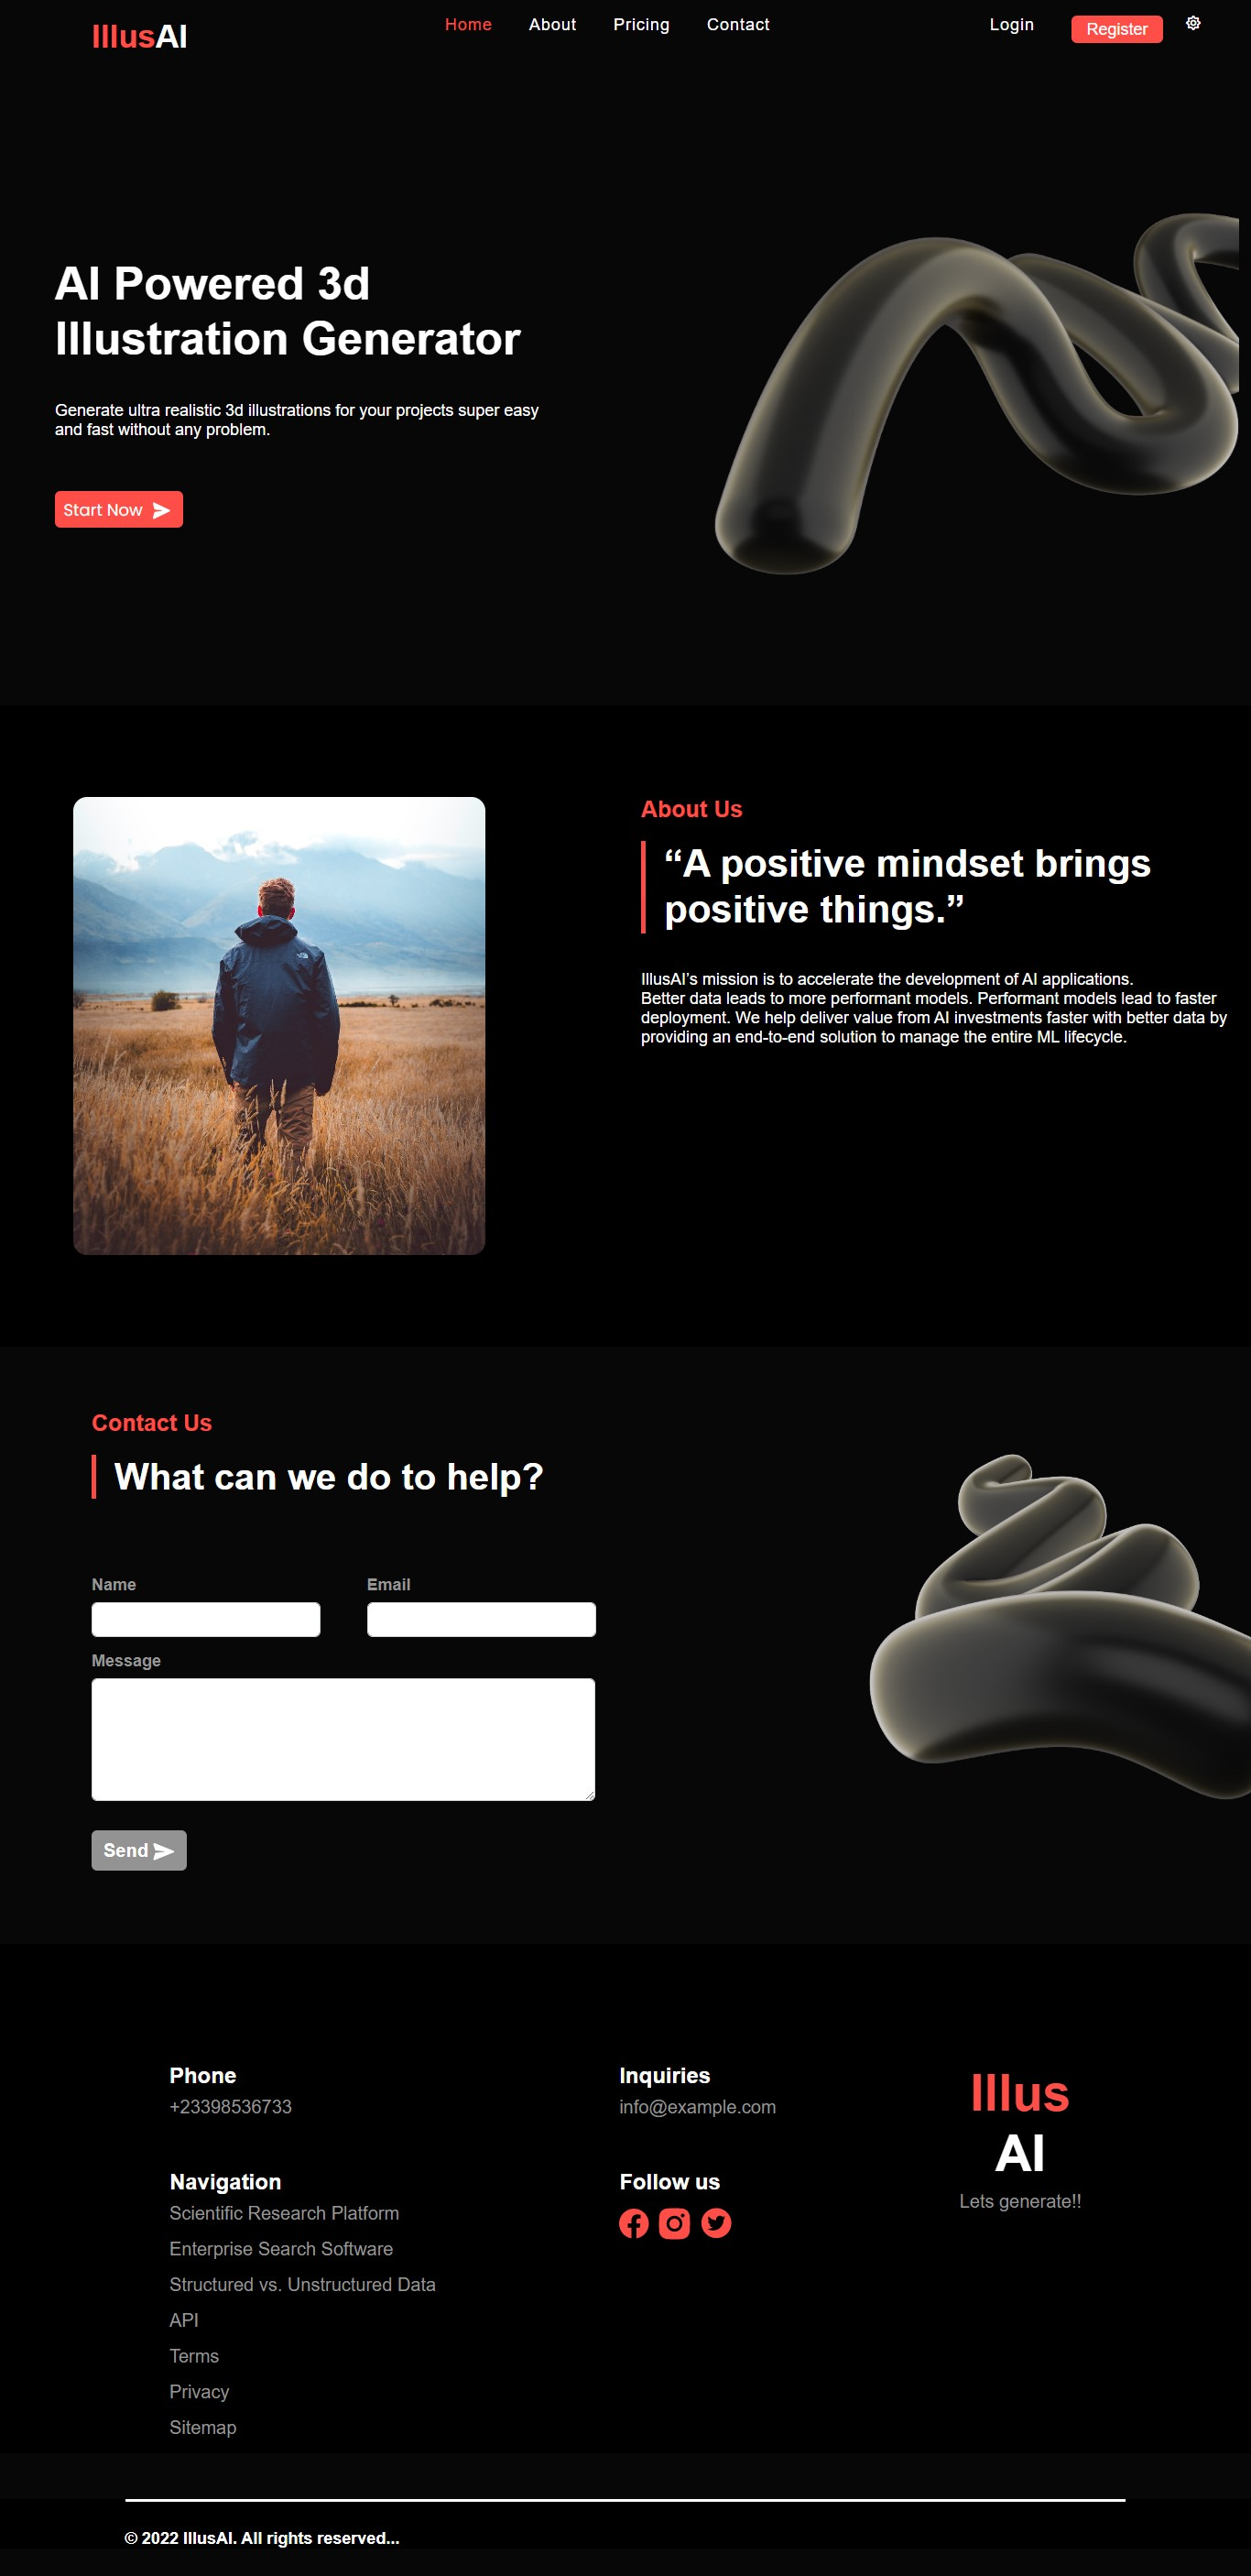 IllusAI
Home About Pricing Contact
Login Register
AI Powered 3d
Illustration Generator
Generate ultra realistic 3d illustrations for your projects super easy
and fast without any problem.
Start Now
About Us
“A positive mindset brings
positive things.”
IllusAI’s mission is to accelerate the development of AI applications.
Better data leads to more performant models. Performant models lead to faster
deployment. We help deliver value from AI investments faster with better data by
providing an end-to-end solution to manage the entire ML lifecycle.
Contact Us
What can we do to help?
Name Email
Message
Send
Phone
+23398536733
Inquiries
info@example.com
Illus
AI
Lets generate!!
Navigation
Scientific Research Platform
Enterprise Search Software
Structured vs. Unstructured Data
API
Terms
Privacy
Sitemap
Follow us
© 2022 IllusAI. All rights reserved...